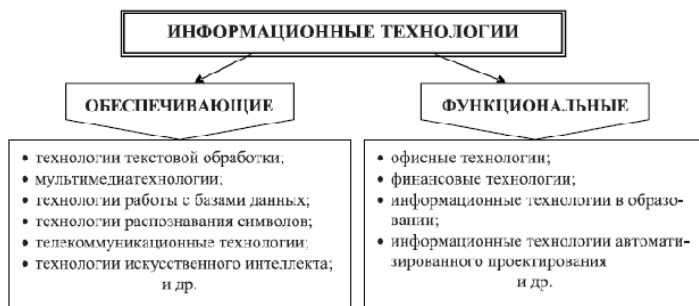 ИНФОРМАЦИОННЫЕ ТЕХНОЛОГИИ
ОБЕСПЕЧИВАЮЩИЕ
• технологии текстовой обработки;
• мультимедиатехнологии;
• технологии работы с базами данных;
• технологии распознавания символов;
• телекоммуникационные технологии;
• технологии искусственного интеллекта;
и др.
ФУНКЦИОНАЛЬНЫЕ
• офисные технологии;
• финансовые технологии;
• информационные технологии в образо-
вании;
• информационные технологии автомати-
зированного проектирования
и др.